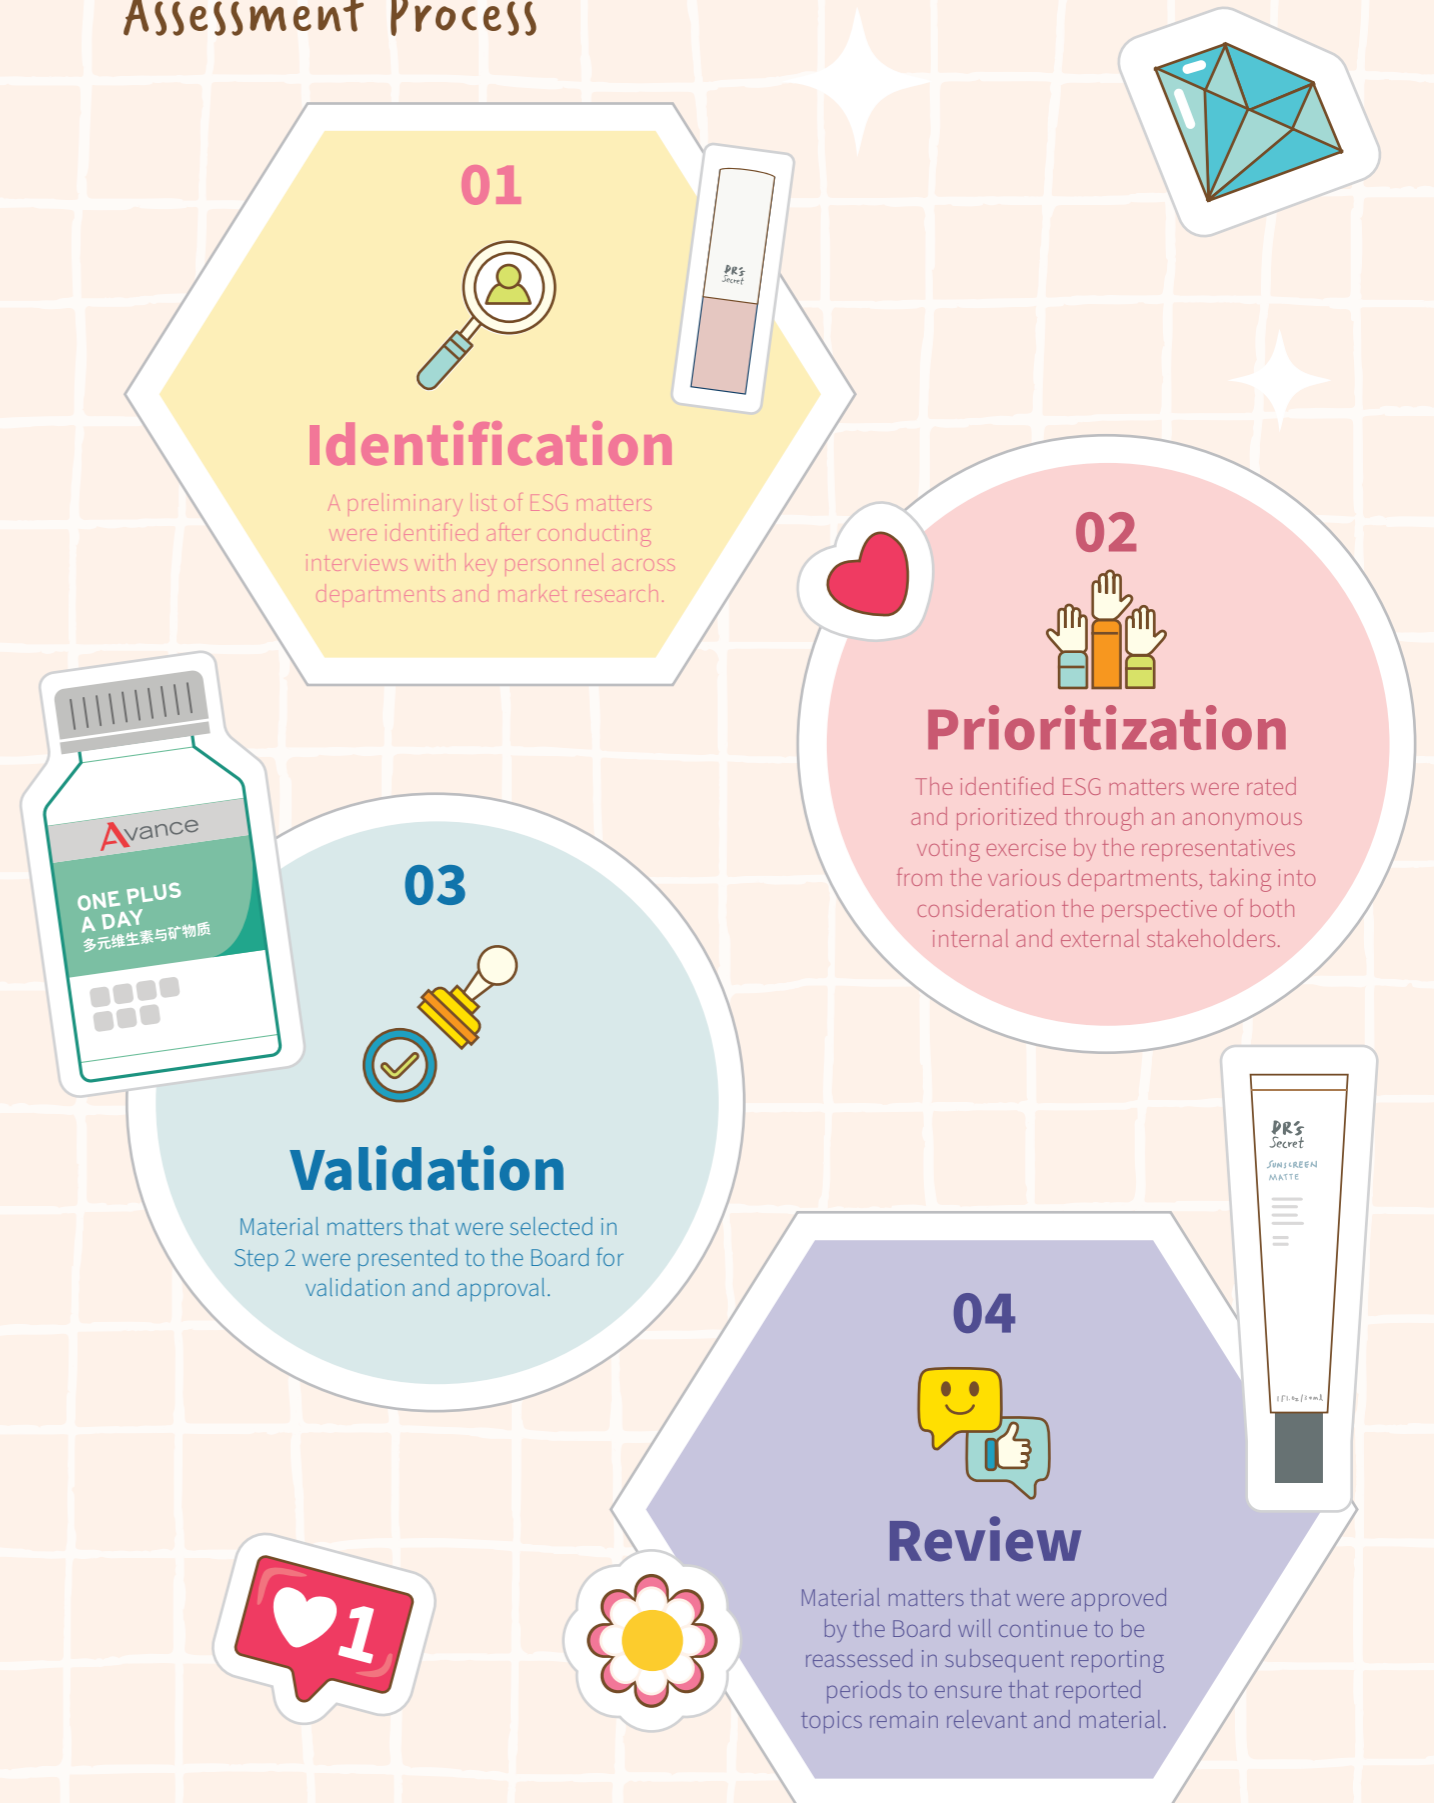 Assessment Process
01
DR's
Secret
Identification
A preliminary list of ESG matters
were identified after conducting
interviews with key personnel across
departments and market research.
02
Prioritization
The identified ESG matters were rated
and prioritized through an anonymous
voting exercise by the representatives
from the various departments, taking into
consideration the perspective of both
internal and external stakeholders.
Avance
ONE PLUS
A DAY
多元维生素与矿物质
03
Validation
Material matters that were selected in
Step 2 were presented to the Board for
validation and approval.
DR's
Secret
SUNSCREEN
MATTE
04
Review
Material matters that were approved
by the Board will continue to be
reassessed in subsequent reporting
periods to ensure that reported
topics remain relevant and material.
1